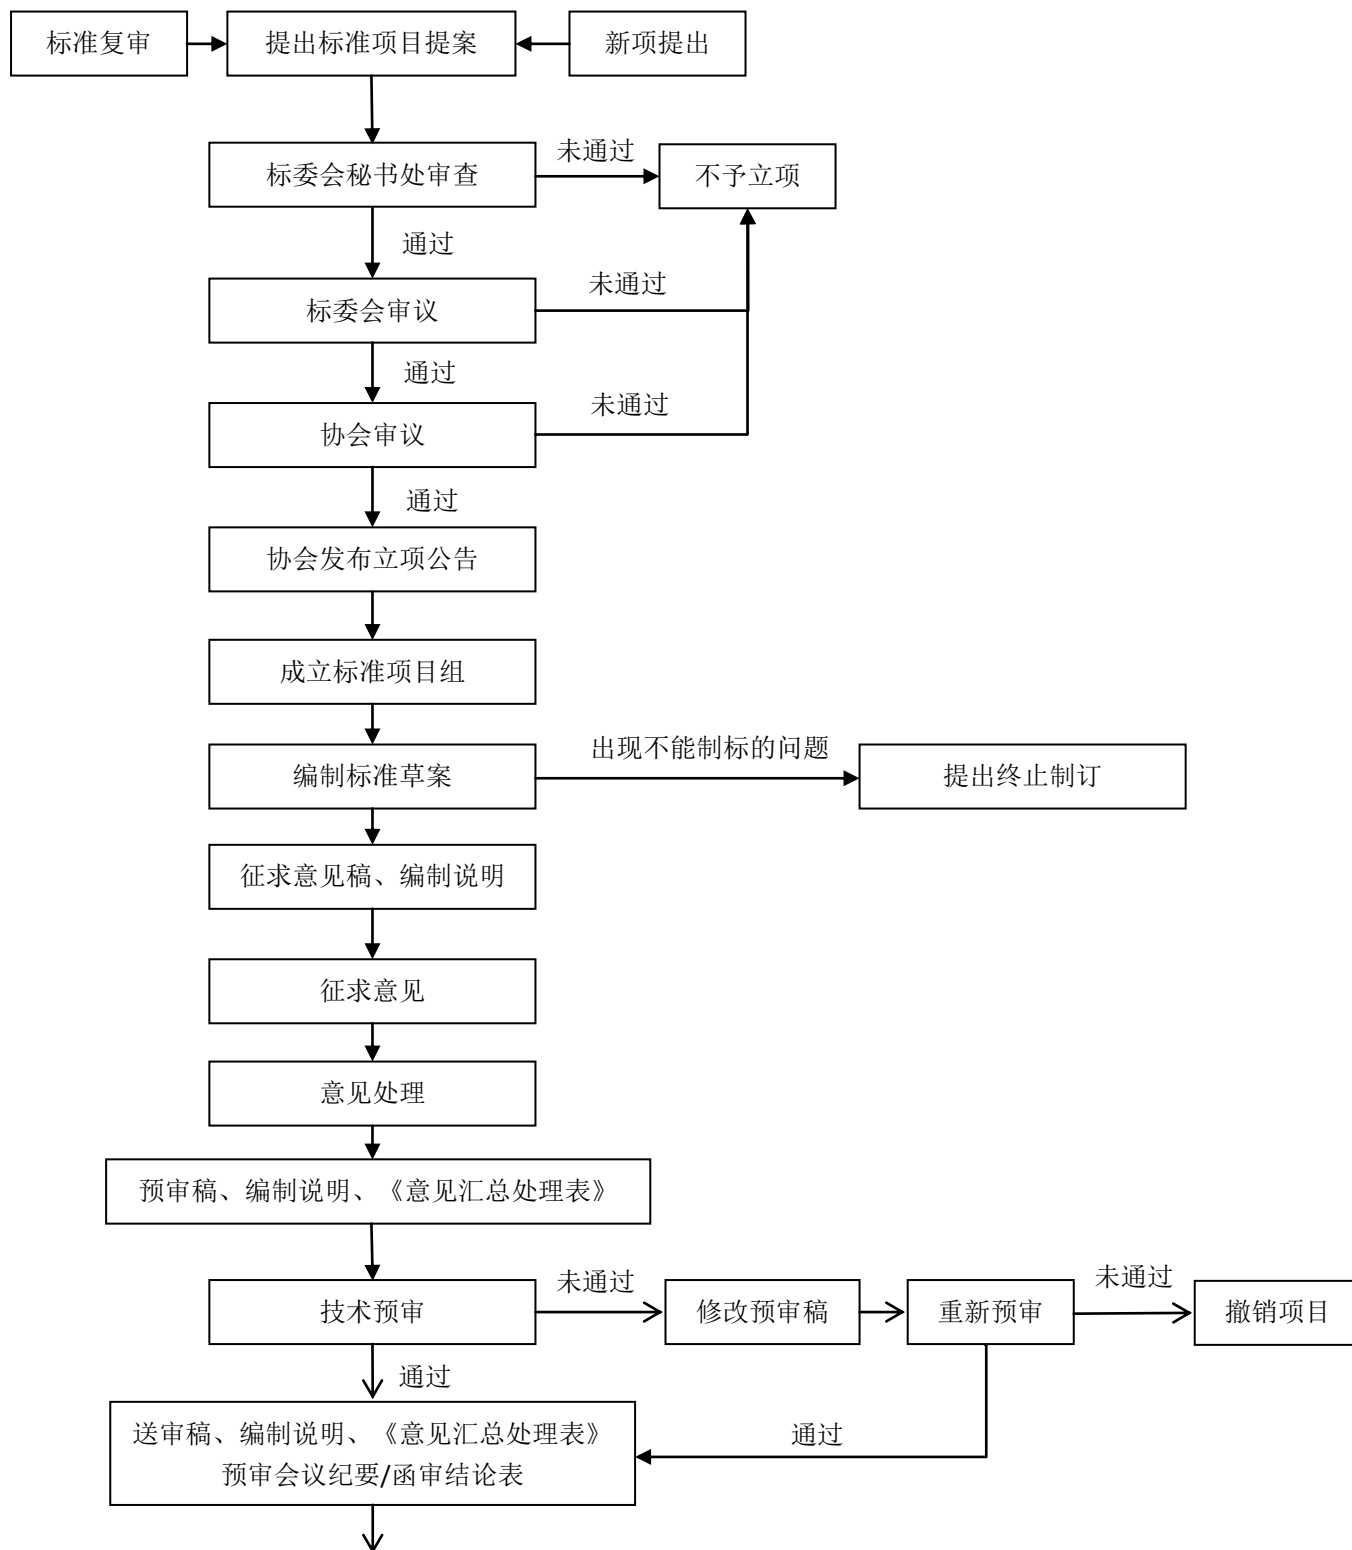 标准复审
提出标准项目提案
新项提出
标委会秘书处审查
未通过
不予立项
通过
标委会审议
未通过
通过
协会审议
未通过
通过
协会发布立项公告
成立标准项目组
编制标准草案
出现不能制标的问题
提出终止制订
征求意见稿、编制说明
征求意见
意见处理
预审稿、编制说明、《意见汇总处理表》
技术预审
未通过
修改预审稿
重新预审
未通过
撤销项目
通过
送审稿、编制说明、《意见汇总处理表》
预审会议纪要/函审结论表
通过